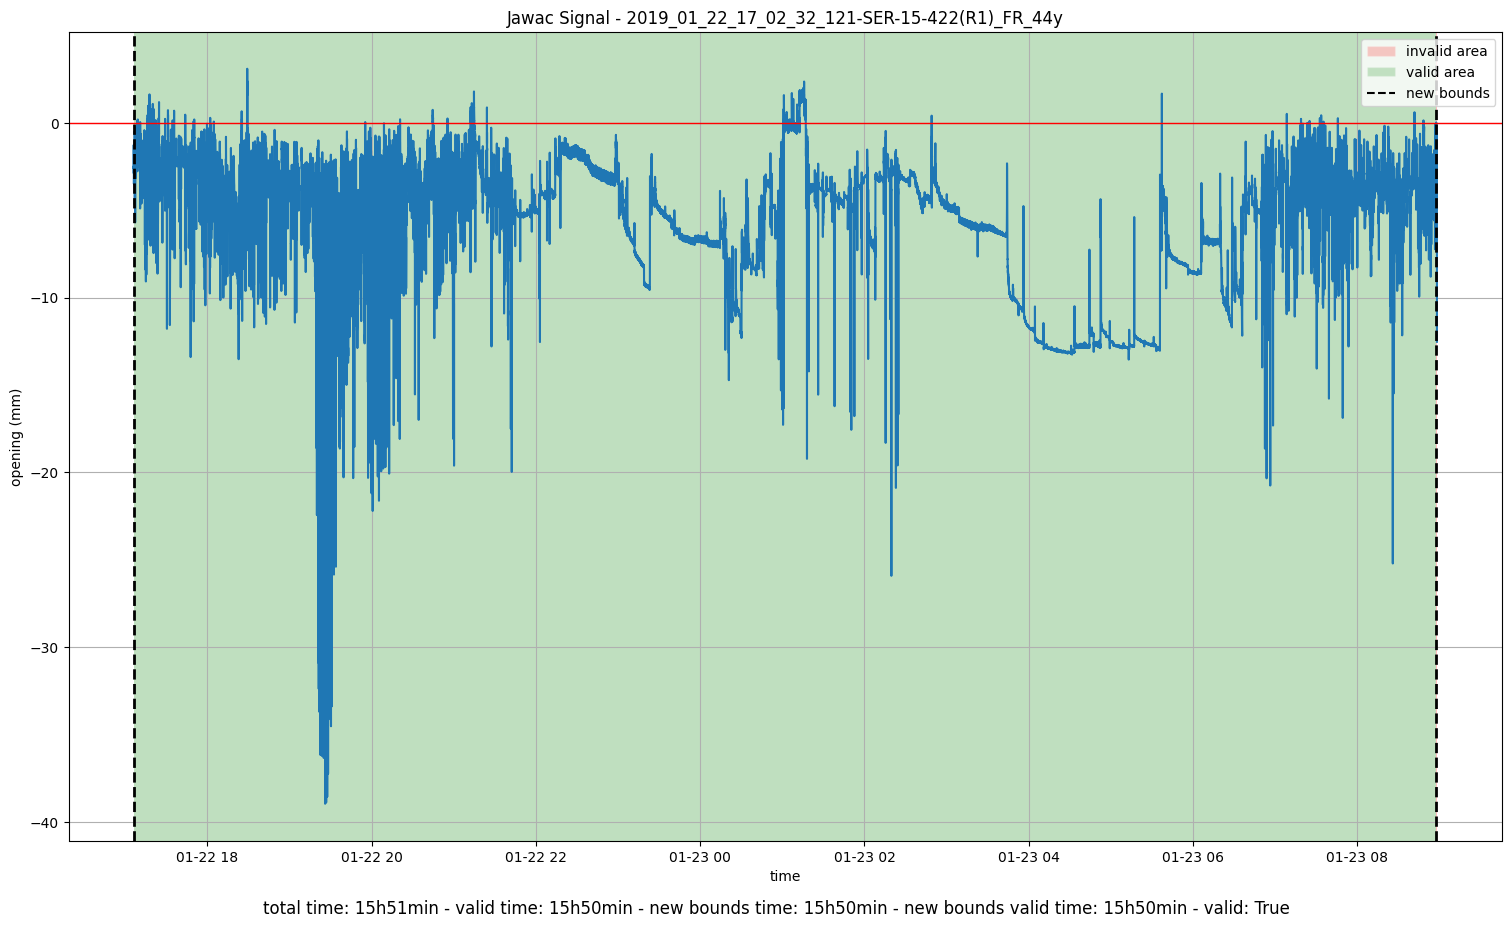 Jawac Signal - 2019_01_22_17_02_32_121-SER-15-422(R1)_FR_44y
invalid area
valid area
new bounds
opening (mm)
0
−10
−20
−30
−40
01-22 18
01-22 20
01-22 22
01-23 00
01-23 02
01-23 04
01-23 06
01-23 08
time
total time: 15h51min - valid time: 15h50min - new bounds time: 15h50min - new bounds valid time: 15h50min - valid: True